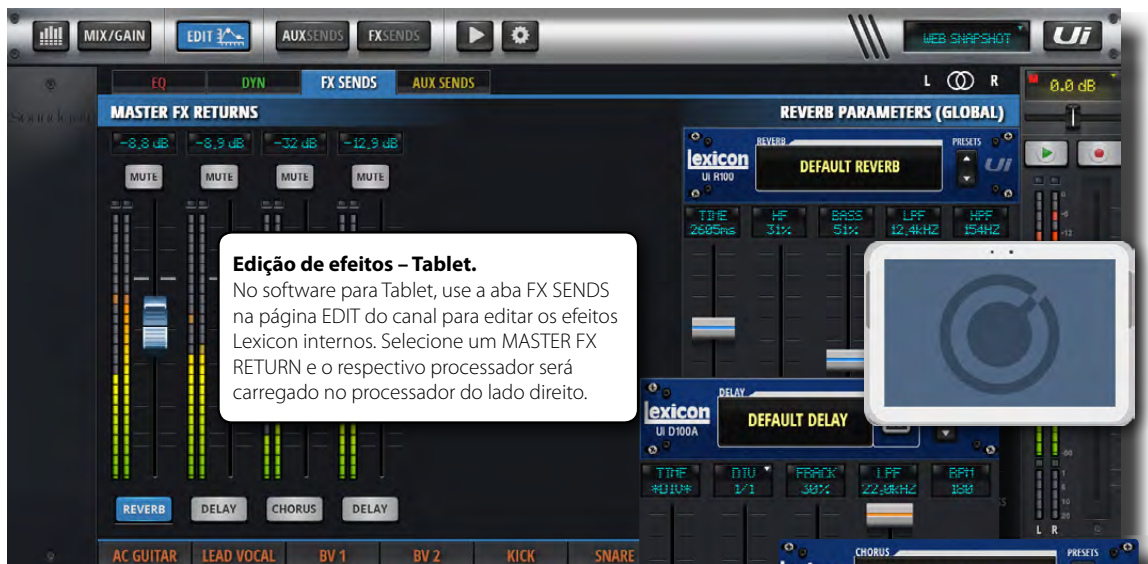 MIX/GAIN EDIT AUXSENDS FXSENDS WEB SNAPSHOT Ui
EQ DYN FX SENDS AUX SENDS L R 0.0 dB
Soundcraft
MASTER FX RETURNS REVERB PARAMETERS (GLOBAL)
-8,8 dB -8,9 dB -32 dB -12,9 dB
MUTE MUTE MUTE MUTE
lexicon
Ui R100
REVERB
DEFAULT REVERB
PRESETS
Ui
TIME HF BASS LPF HPF
2605ms 31% 51% 12,4kHZ 154HZ
Edição de efeitos – Tablet.
No software para Tablet, use a aba FX SENDS
na página EDIT do canal para editar os efeitos
Lexicon internos. Selecione um MASTER FX
RETURN e o respectivo processador será
carregado no processador do lado direito.
lexicon
Ui D100A
DELAY
DEFAULT DELAY
TIME DIV FBACK LPF BPM
*DIV* 1/1 30% 22,0kHZ 180
REVERB DELAY CHORUS DELAY
L R
AC GUITAR LEAD VOCAL BV 1 BV 2 KICK SNARE
CHORUS
PRESETS